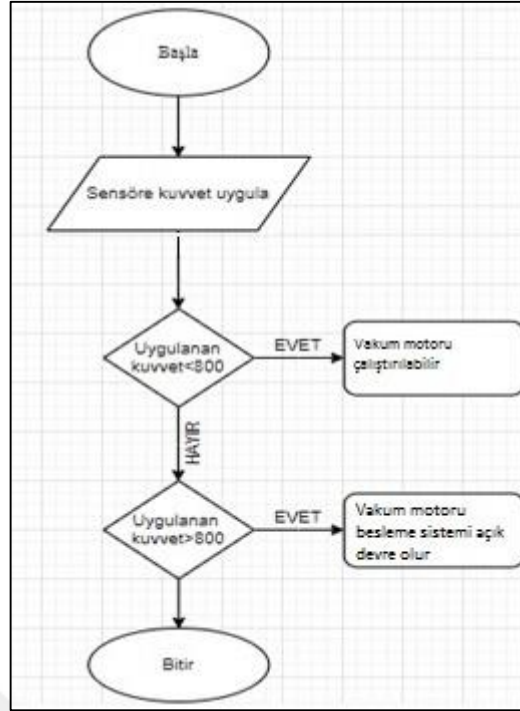 Başla
Sensöre kuvvet uygula
Uygulanan
kuvvet<800
EVET
Vakum motoru
çalıştırılabilir
HAYIR
Uygulanan
kuvvet>800
EVET
Vakum motoru
besleme sistemi açık
devre olur
Bitir